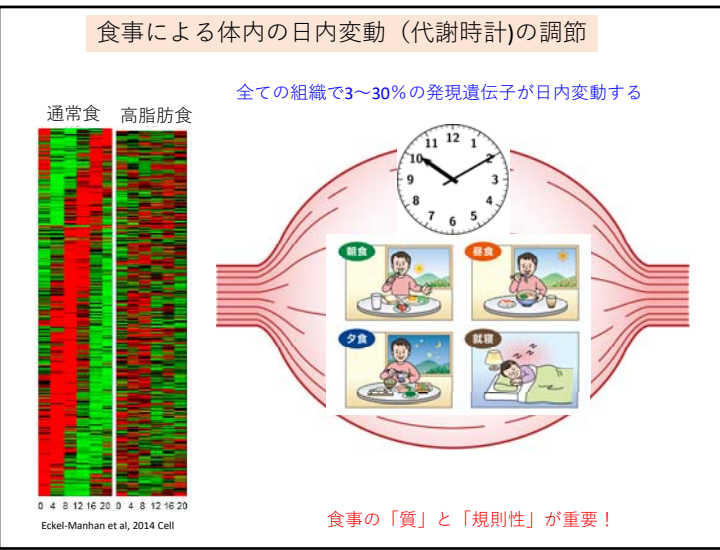 食事による体内の日内変動（代謝時計)の調節
全ての組織で3～30％の発現遺伝子が日内変動する
通常食
高脂肪食
11 12 1
10 2
9 3
8 4
7 6 5
朝食
昼食
夕食
就寝
0 4 8 12 16 20
0 4 8 12 16 20
Eckel-Manhan et al, 2014 Cell
食事の「質」と「規則性」が重要！